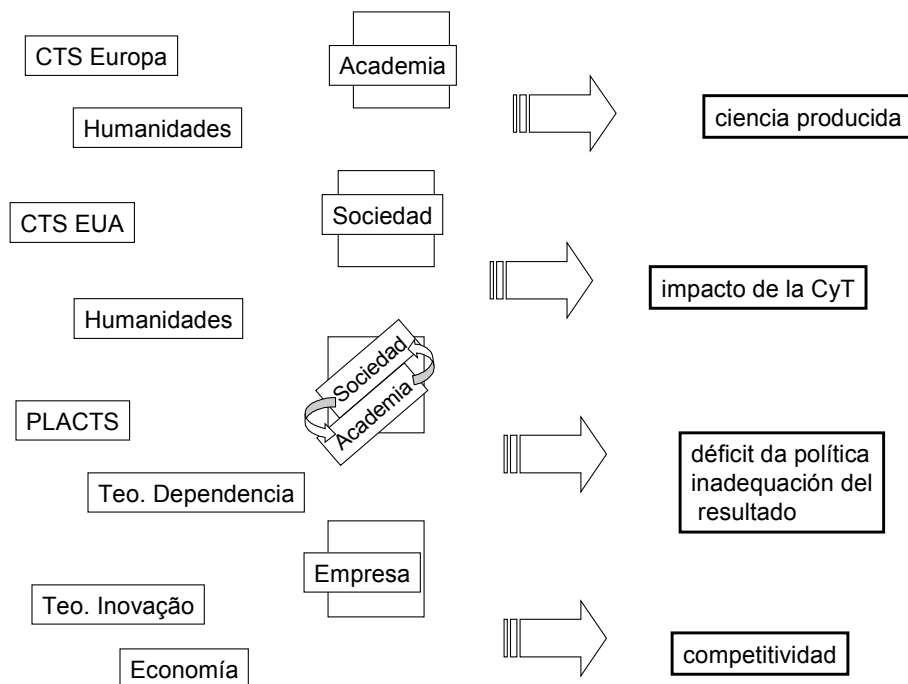 CTS Europa
Academia
Humanidades
ciencia producida
CTS EUA
Sociedad
impacto de la CyT
Humanidades
Sociedad
Academia
PLACTS
déficit da política
inadequación del
resultado
Teo. Dependencia
Empresa
Teo. Inovação
competitividad
Economía